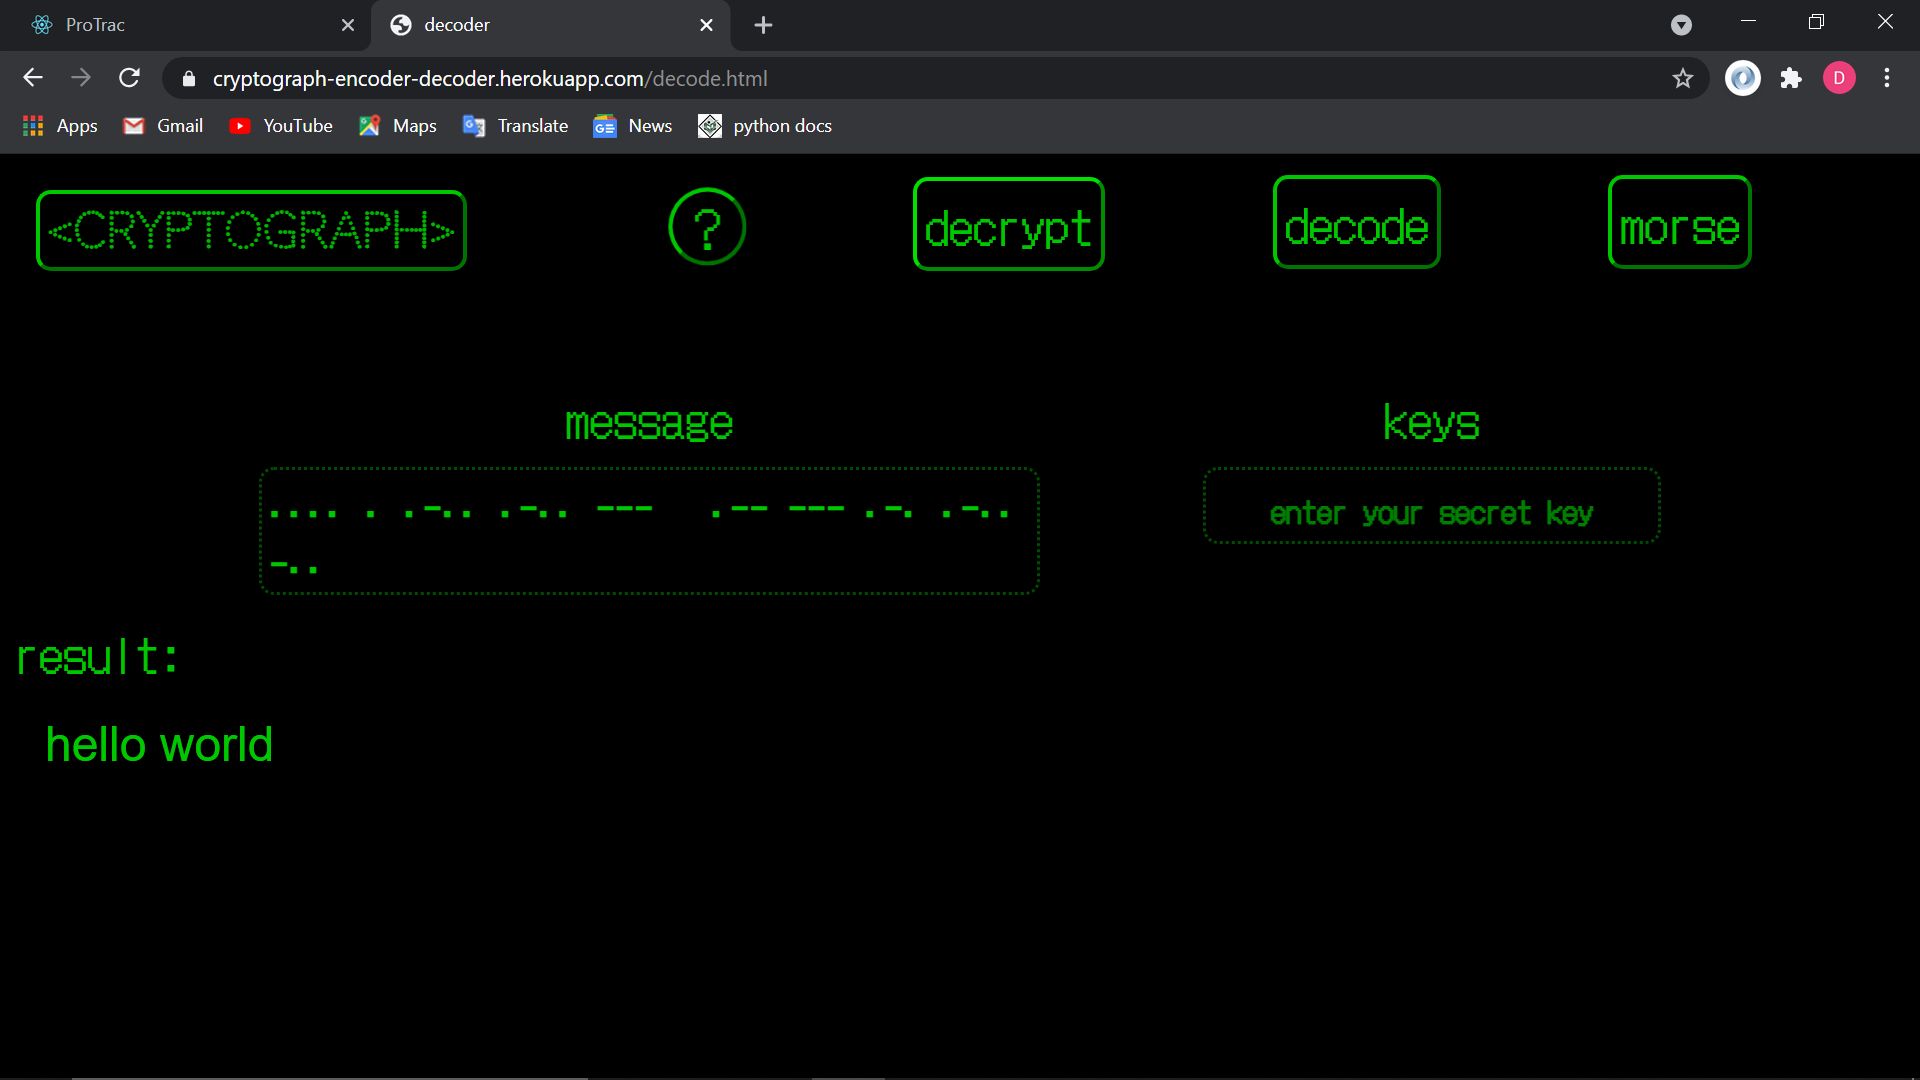 ProTrac
decoder
cryptograph-encoder-decoder.herokuapp.com/decode.html
D
Apps Gmail YouTube Maps Translate News python docs
<CRYPTOGRAPH> ? decrypt decode morse
message keys
.... . .-.. .-.. ---   .-- --- .-. .-.. enter your secret key
-..
result:
hello world